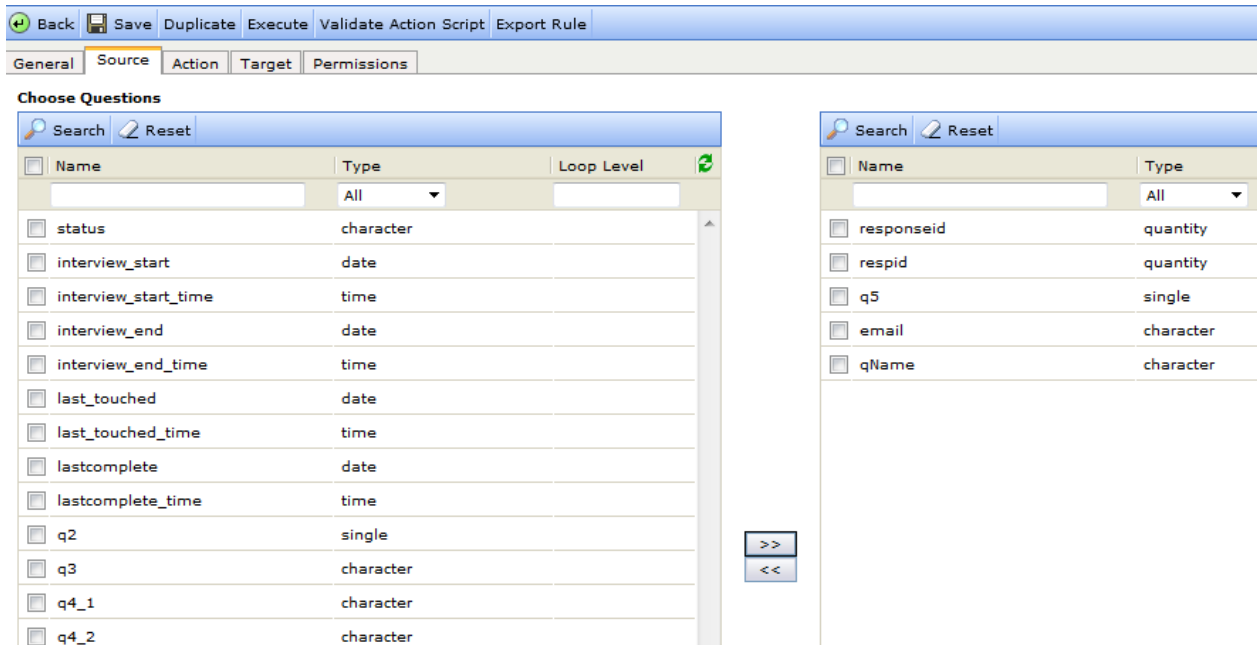 Back Save Duplicate Execute Validate Action Script Export Rule
General Source Action Target Permissions
Choose Questions
Search Reset
Name Type Loop Level
All
status character
interview_start date
interview_start_time time
interview_end date
interview_end_time time
last_touched date
last_touched_time time
lastcomplete date
lastcomplete_time time
q2 single
q3 character
q4_1 character
q4_2 character
>>
<<
Search Reset
Name Type
All
responseid quantity
respid quantity
q5 single
email character
qName character